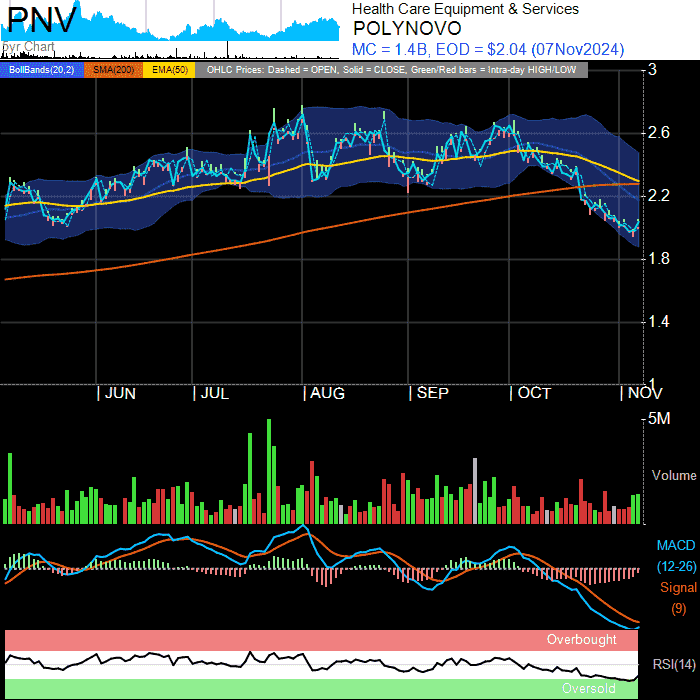 PNV
5yr Chart
Health Care Equipment & Services
POLYNOVO
MC = 1.4B, EOD = $2.04 (07Nov2024)
BollBands(20,2) SMA(200) EMA(50) OHLC Prices: Dashed = OPEN, Solid = CLOSE, Green/Red bars = Intra-day HIGH/LOW
3
2.6
2.2
1.8
1.4
1
| JUN | JUL | AUG | SEP | OCT | NOV
5M
Volume
MACD
(12-26)
Signal
(9)
Overbought
RSI(14)
Oversold